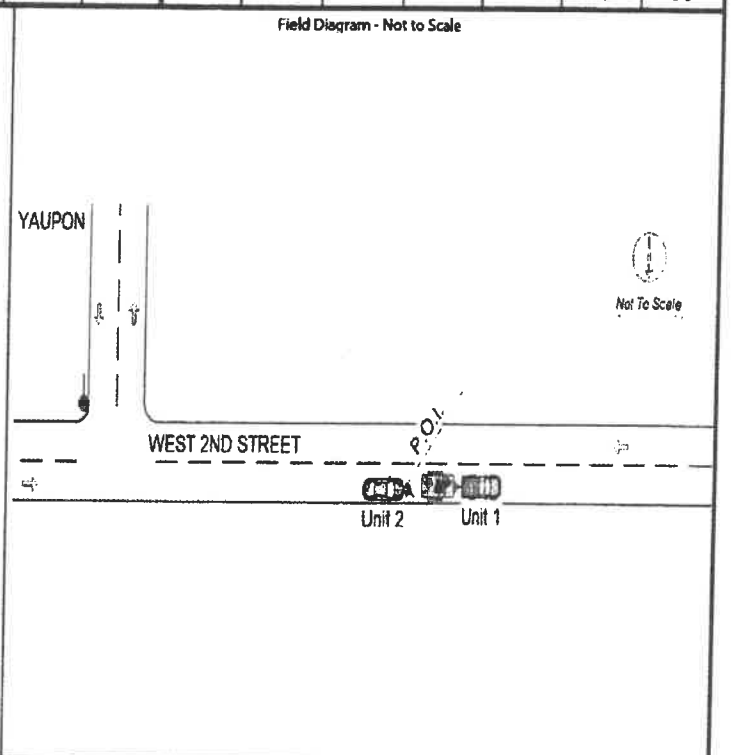 Field Diagram - Not to Scale
YAUPON
Not To Scale
P.O.I.
WEST 2ND STREET
Unit 2
Unit 1